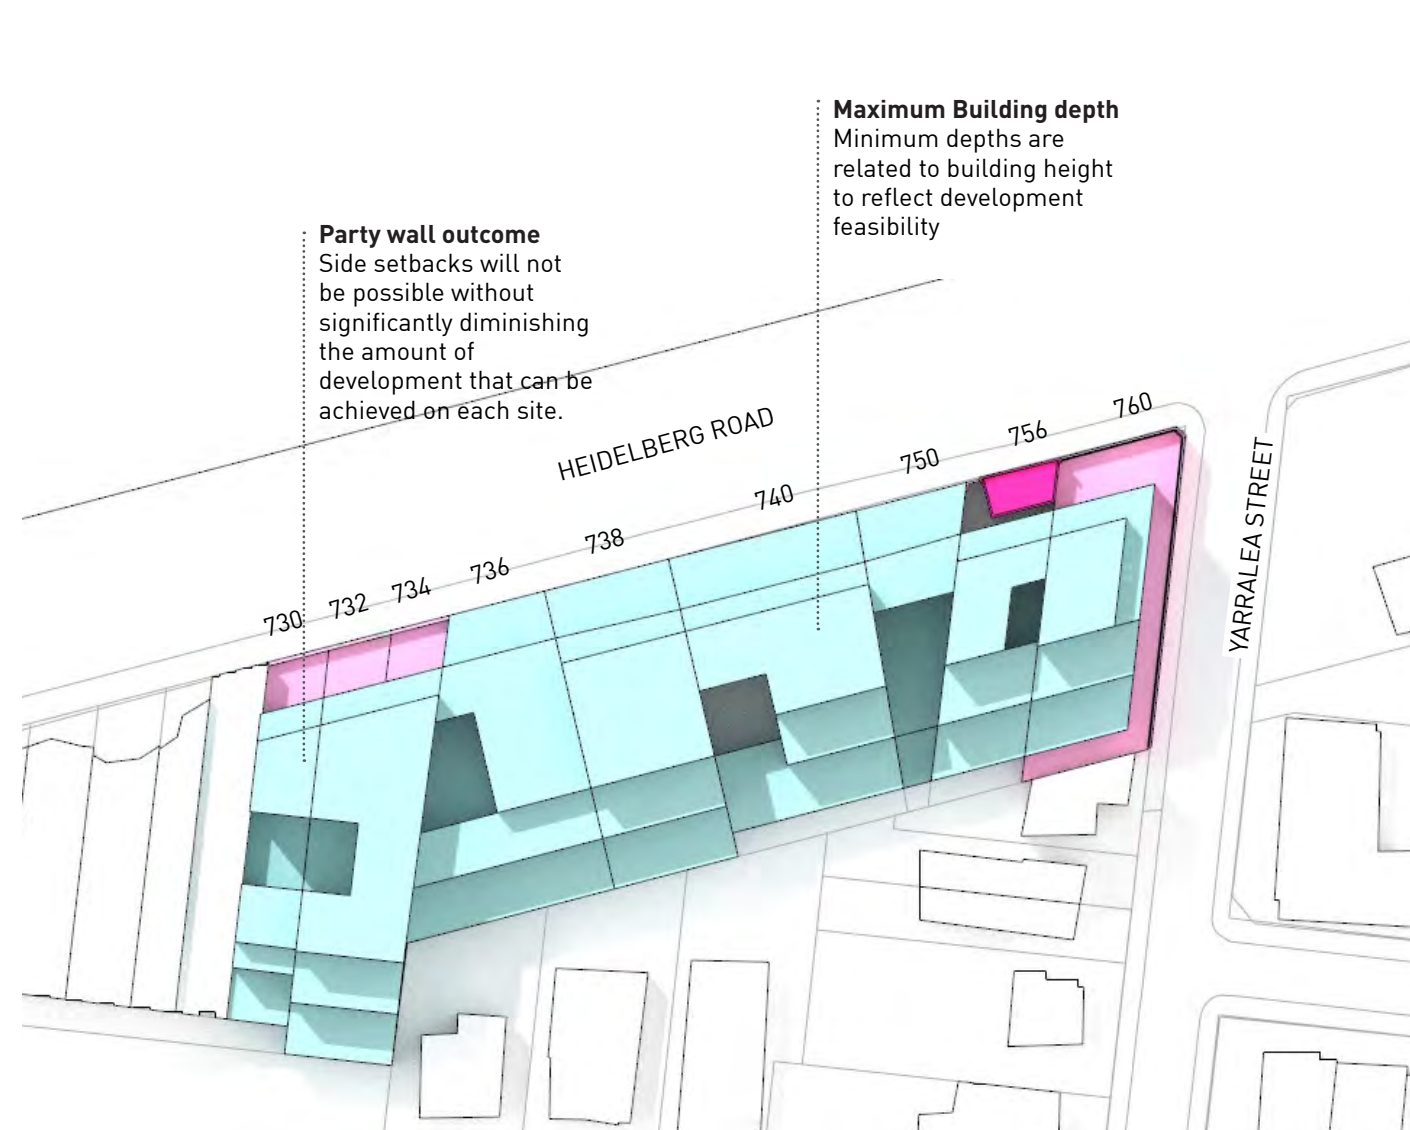 Maximum Building depth
Minimum depths are
related to building height
to reflect development
feasibility
Party wall outcome
Side setbacks will not
be possible without
significantly diminishing
the amount of
development that can be
achieved on each site.
HEIDELBERG ROAD
730
732
734
736
738
740
750
756
760
YARRALEA STREET